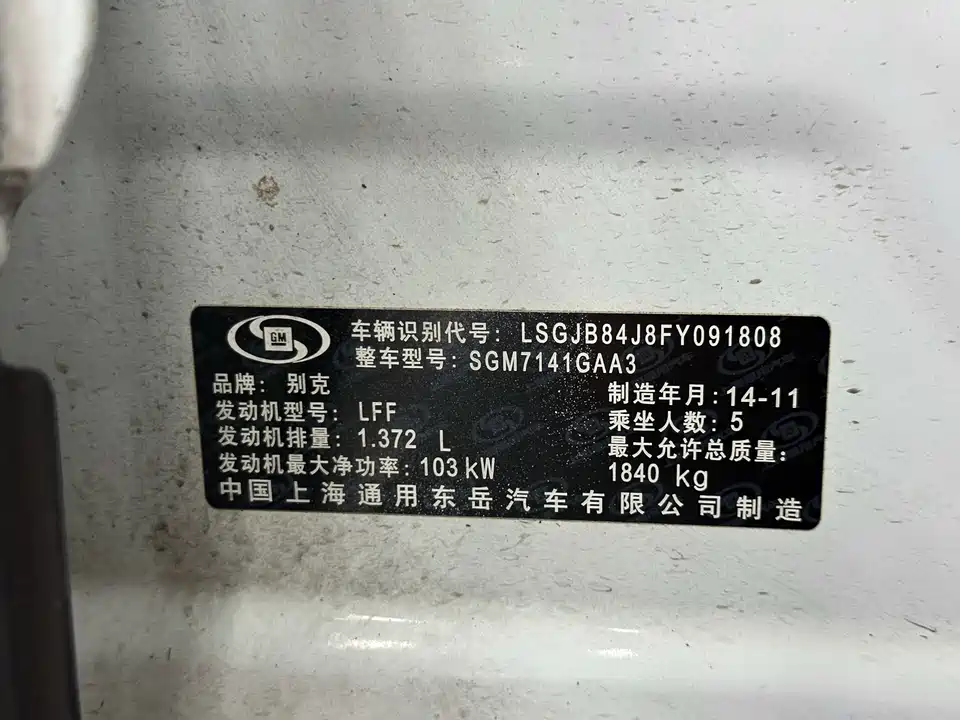 GM
车辆识别代号: LSGJB84J8FY091808
整车型号: SGM7141GAA3
品牌: 别克
制造年月: 14-11
发动机型号: LFF
乘坐人数: 5
发动机排量: 1.372 L
最大允许总质量:
发动机最大净功率: 103 kW
1840 kg
中国上海通用东岳汽车有限公司制造